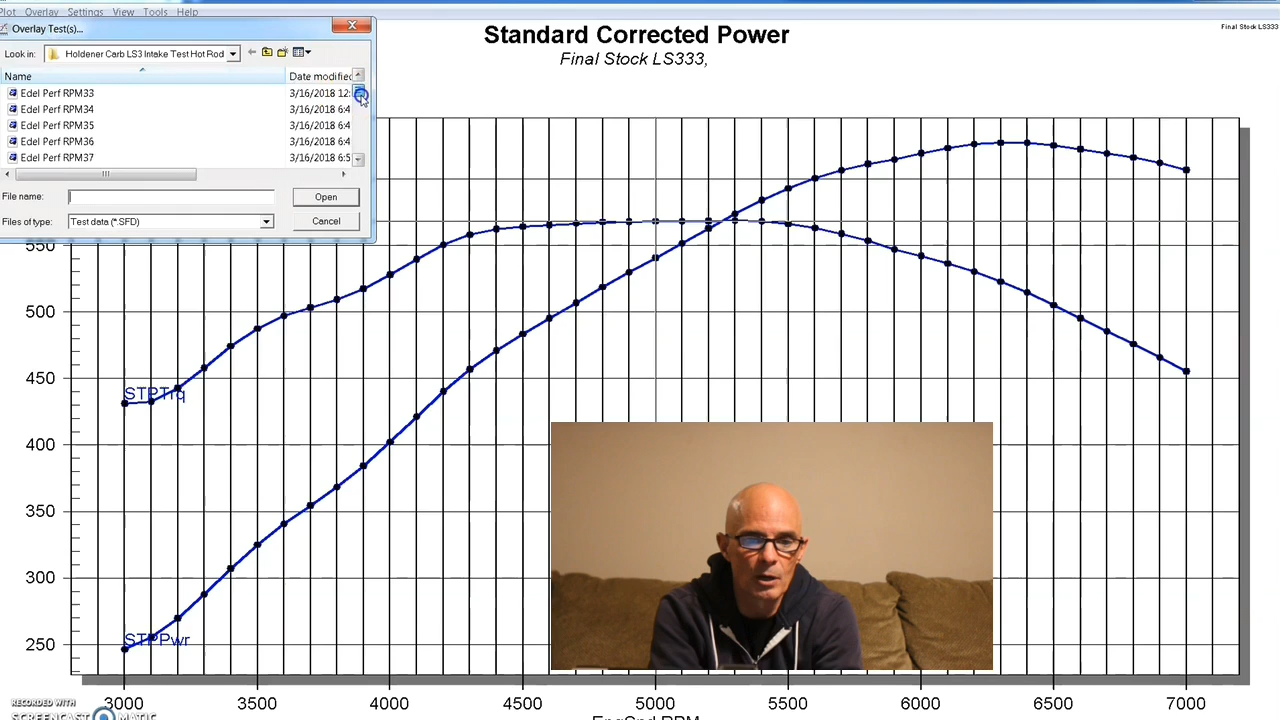 Plot Overlay Settings View Tools Help
Overlay Test(s)...
Look in: Holdener Carb LS3 Intake Test Hot Rod
Name Date modified
Edel Perf RPM33 3/16/2018 12:
Edel Perf RPM34 3/16/2018 6:4
Edel Perf RPM35 3/16/2018 6:4
Edel Perf RPM36 3/16/2018 6:4
Edel Perf RPM37 3/16/2018 6:5
File name: Open
Files of type: Test data (*.SFD) Cancel
Standard Corrected Power
Final Stock LS333,
Final Stock LS333
550
500
450
400
350
300
250
STPTrq
STPPwr
3000 3500 4000 4500 5000 5500 6000 6500 7000
EngSpd RPM
RECORDED WITH
SCREENCAST MATIC